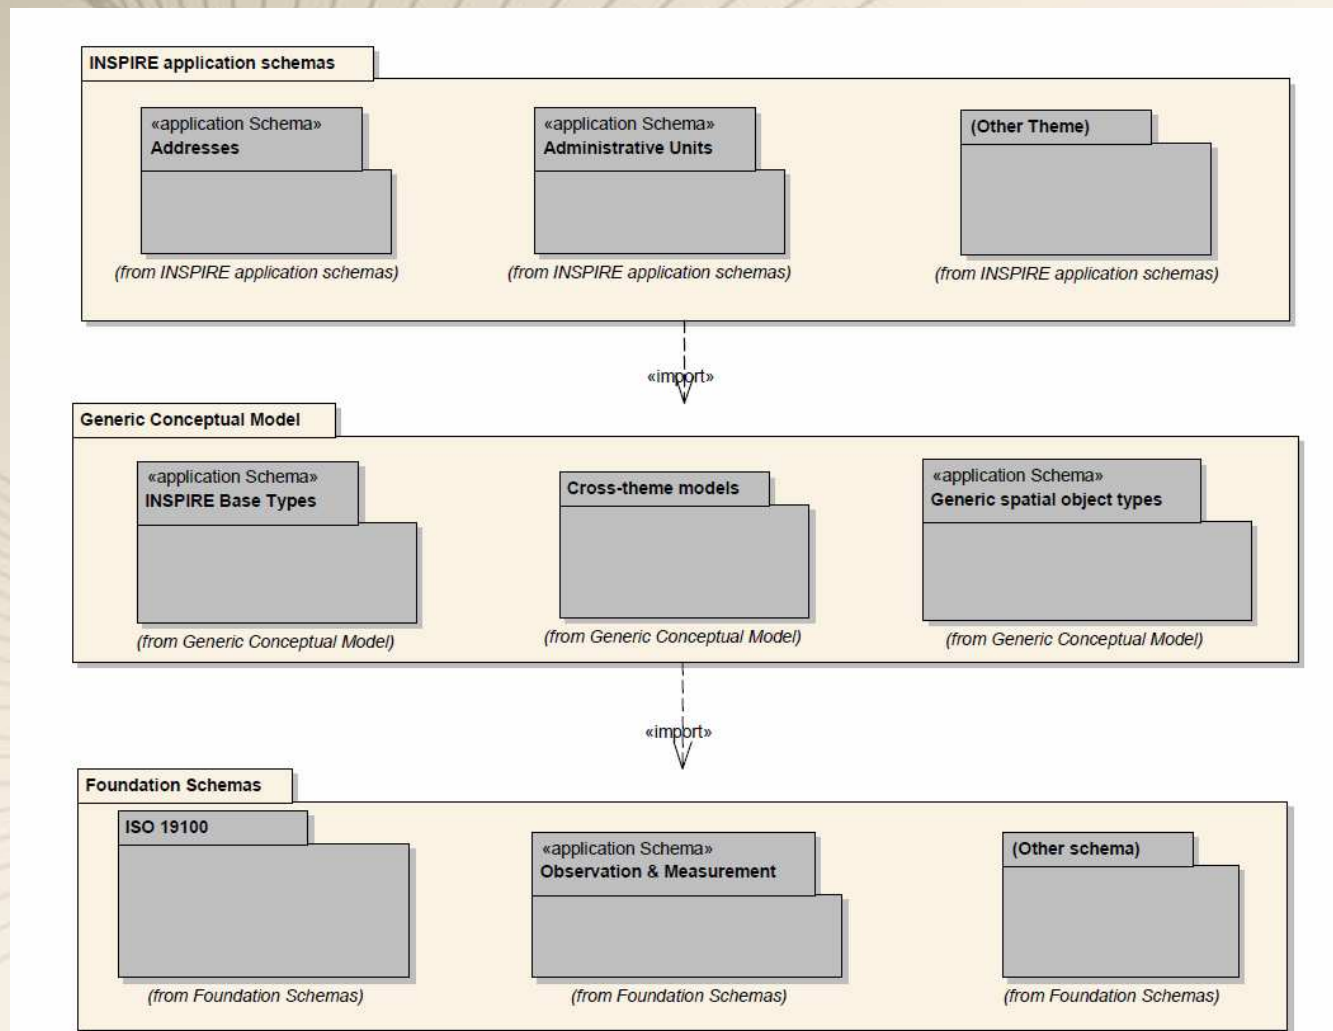 INSPIRE application schemas
«application Schema»
Addresses
(from INSPIRE application schemas)
«application Schema»
Administrative Units
(from INSPIRE application schemas)
(Other Theme)
(from INSPIRE application schemas)
«import»
Generic Conceptual Model
«application Schema»
INSPIRE Base Types
(from Generic Conceptual Model)
Cross-theme models
(from Generic Conceptual Model)
«application Schema»
Generic spatial object types
(from Generic Conceptual Model)
«import»
Foundation Schemas
ISO 19100
(from Foundation Schemas)
«application Schema»
Observation & Measurement
(from Foundation Schemas)
(Other schema)
(from Foundation Schemas)